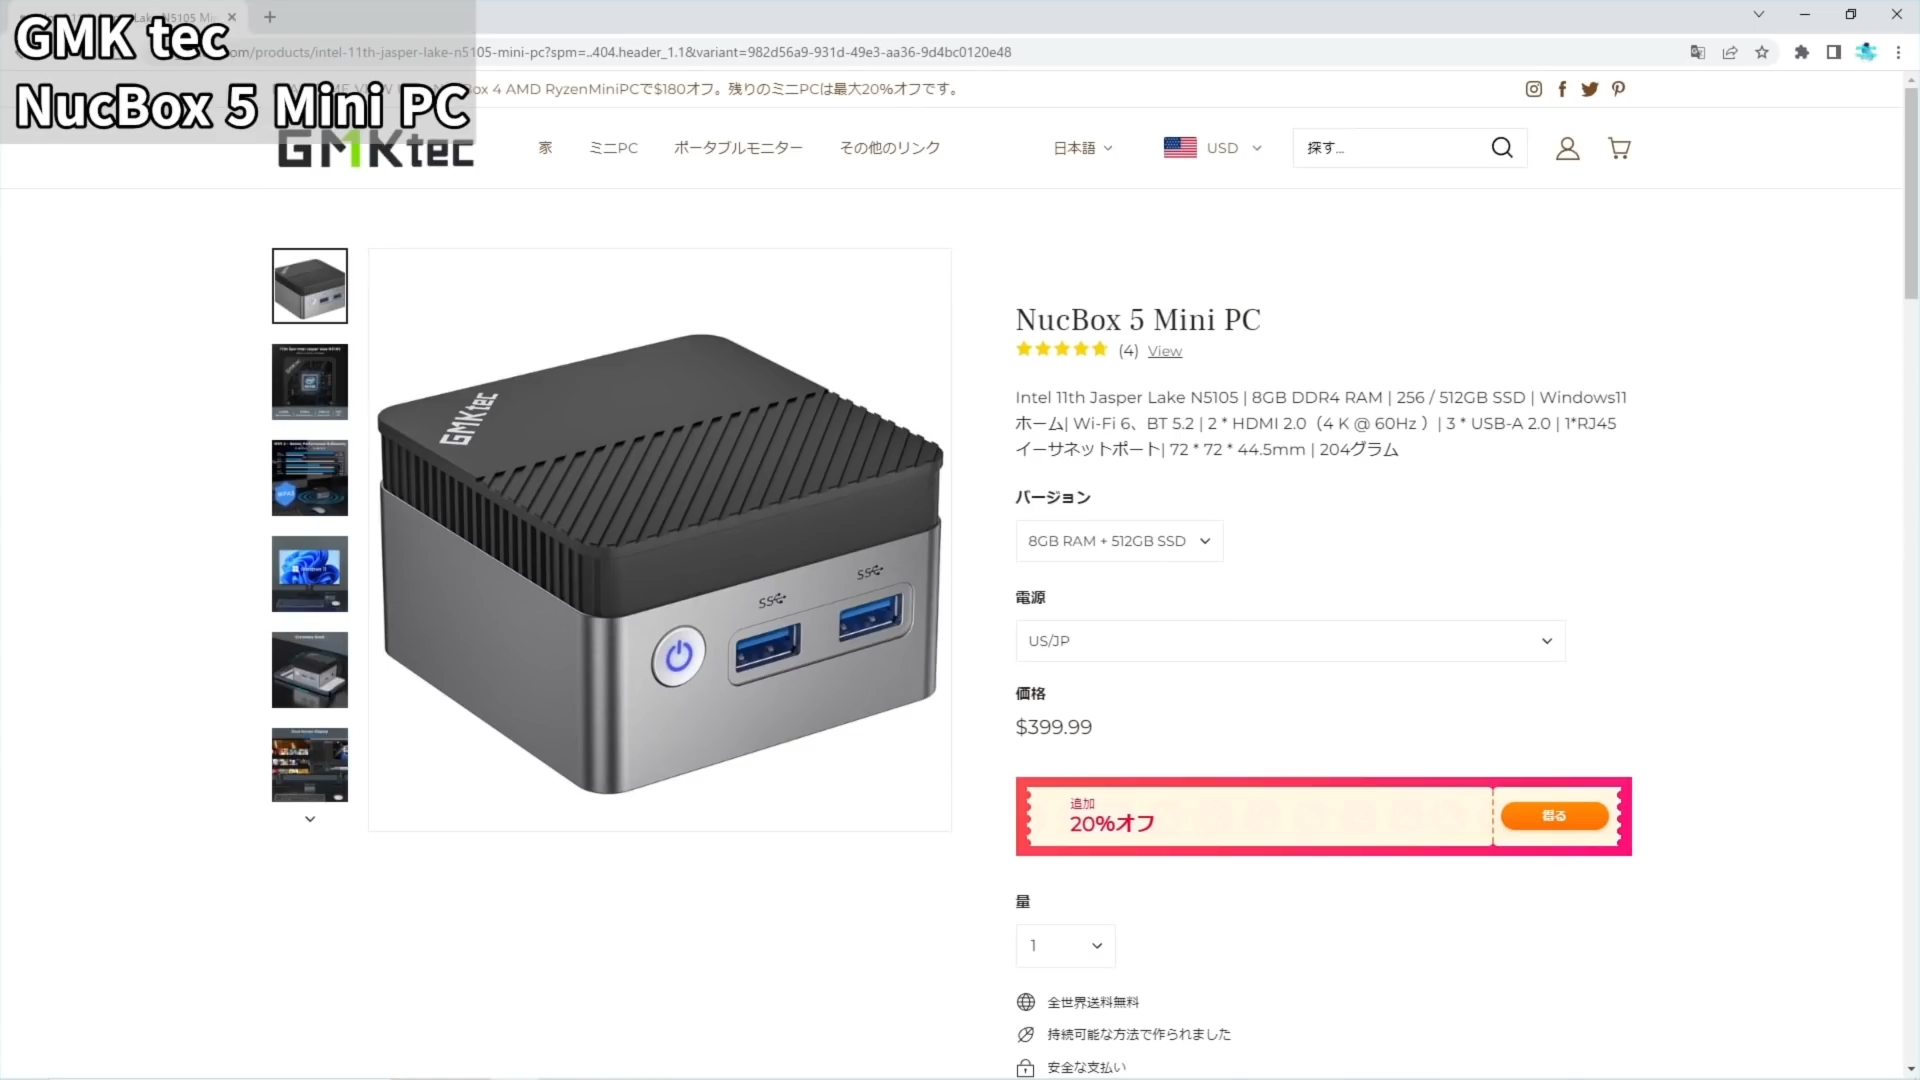 GMK tec
NucBox 5 Mini PC
Lake N5105 Mi
om/products/intel-11th-jasper-lake-n5105-mini-pc?spm=..404.header_1.1&variant=982d56a9-931d-49e3-aa36-9d4bc0120e48
ox 4 AMD RyzenMiniPCで$180オフ。残りのミニPCは最大20%オフです。
GMKtec
家
ミニPC
ポータブルモニター
その他のリンク
日本語
USD
探す...
GMKtec
SS
SS
NucBox 5 Mini PC
(4) View
Intel 11th Jasper Lake N5105 | 8GB DDR4 RAM | 256 / 512GB SSD | Windows11
ホーム| Wi-Fi 6、BT 5.2 | 2 * HDMI 2.0（4 K @ 60Hz ）| 3 * USB-A 2.0 | 1*RJ45
イーサネットポート| 72 * 72 * 44.5mm | 204グラム
バージョン
8GB RAM + 512GB SSD
電源
US/JP
価格
$399.99
追加
20%オフ
得る
量
1
全世界送料無料
持続可能な方法で作られました
安全な支払い